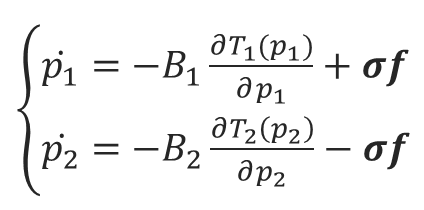 ṗ₁ = −B₁ ∂T₁(p₁)/∂p₁ + σf
ṗ₂ = −B₂ ∂T₂(p₂)/∂p₂ − σf